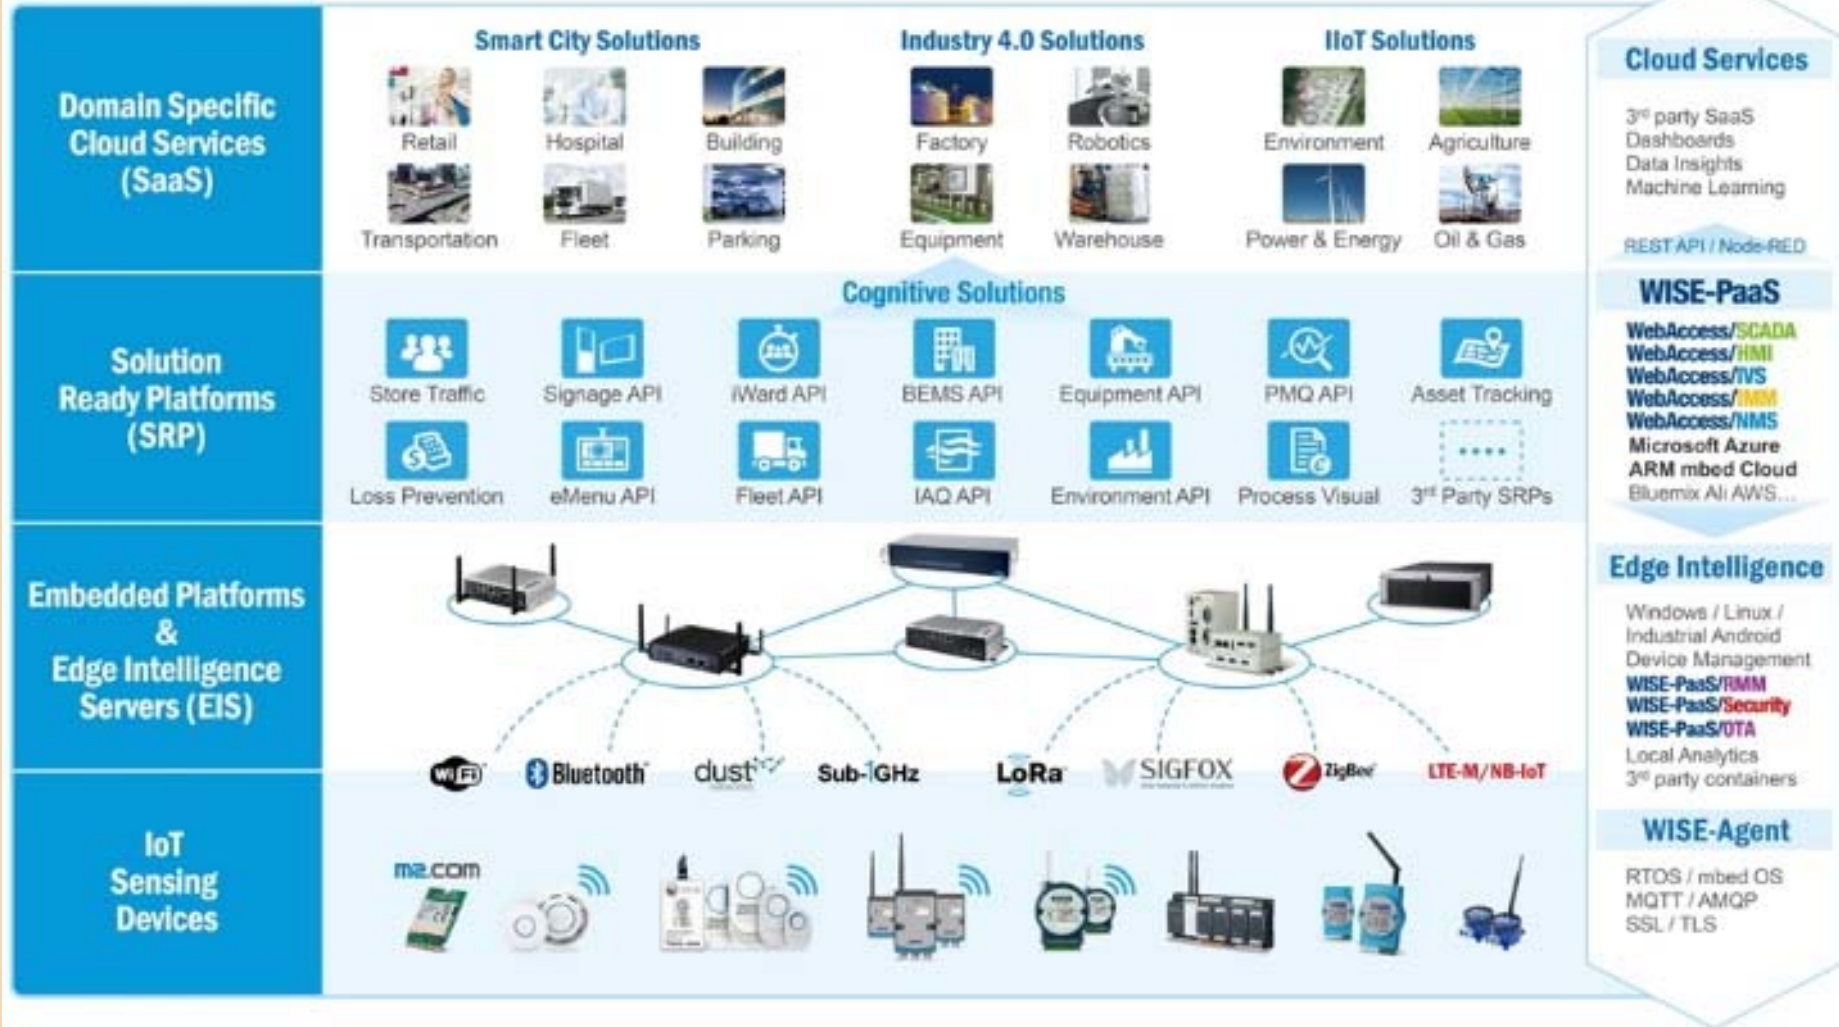 Domain Specific
Cloud Services
(SaaS)
Smart City Solutions
Industry 4.0 Solutions
IIoT Solutions
Retail
Hospital
Building
Factory
Robotics
Environment
Agriculture
Transportation
Fleet
Parking
Equipment
Warehouse
Power & Energy
Oil & Gas
Solution
Ready Platforms
(SRP)
Cognitive Solutions
Store Traffic
Signage API
iWard API
BEMS API
Equipment API
PMQ API
Asset Tracking
Loss Prevention
eMenu API
Fleet API
IAQ API
Environment API
Process Visual
3rd Party SRPs
Embedded Platforms
&
Edge Intelligence
Servers (EIS)
WiFi
Bluetooth
dust
Sub-1GHz
LoRa
SIGFOX
ZigBee
LTE-M/NB-IoT
IoT
Sensing
Devices
m2.com
Cloud Services
3rd party SaaS
Dashboards
Data Insights
Machine Learning
REST API / Node-RED
WISE-PaaS
WebAccess/SCADA
WebAccess/HMI
WebAccess/IVS
WebAccess/IMM
WebAccess/NMS
Microsoft Azure
ARM mbed Cloud
Bluemix Ali AWS...
Edge Intelligence
Windows / Linux /
Industrial Android
Device Management
WISE-PaaS/RMM
WISE-PaaS/Security
WISE-PaaS/OTA
Local Analytics
3rd party containers
WISE-Agent
RTOS / mbed OS
MQTT / AMQP
SSL / TLS